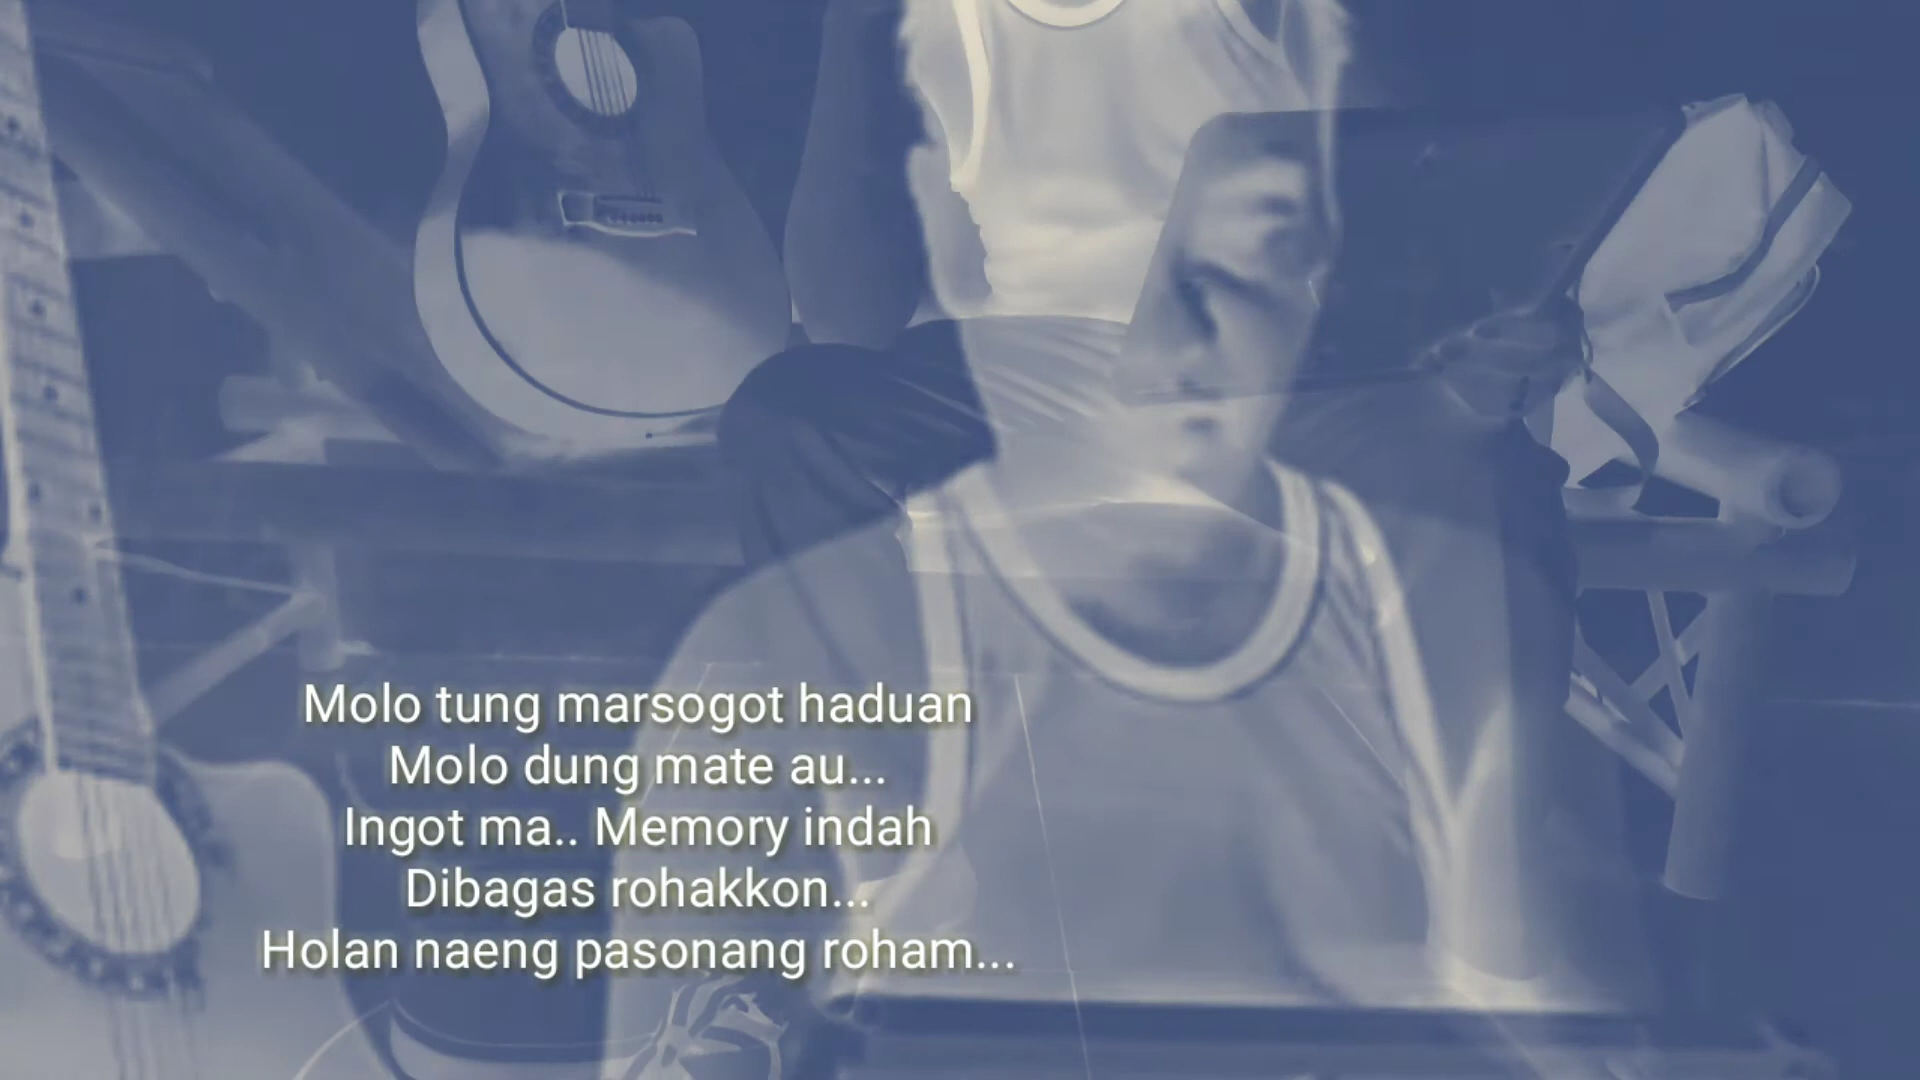 Molo tung marsogot haduan
Molo dung mate au...
Ingot ma.. Memory indah
Dibagas rohakkon...
Holan naeng pasonang roham...